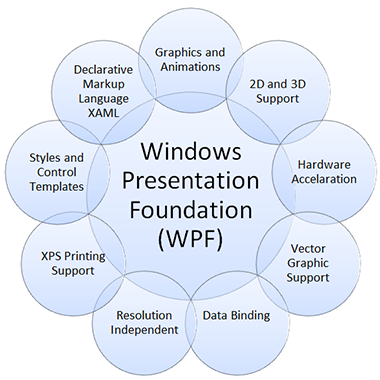 Graphics and
Animations
2D and 3D
Support
Hardware
Accelaration
Vector
Graphic
Support
Data Binding
Resolution
Independent
XPS Printing
Support
Styles and
Control
Templates
Declarative
Markup
Language
XAML
Windows
Presentation
Foundation
(WPF)